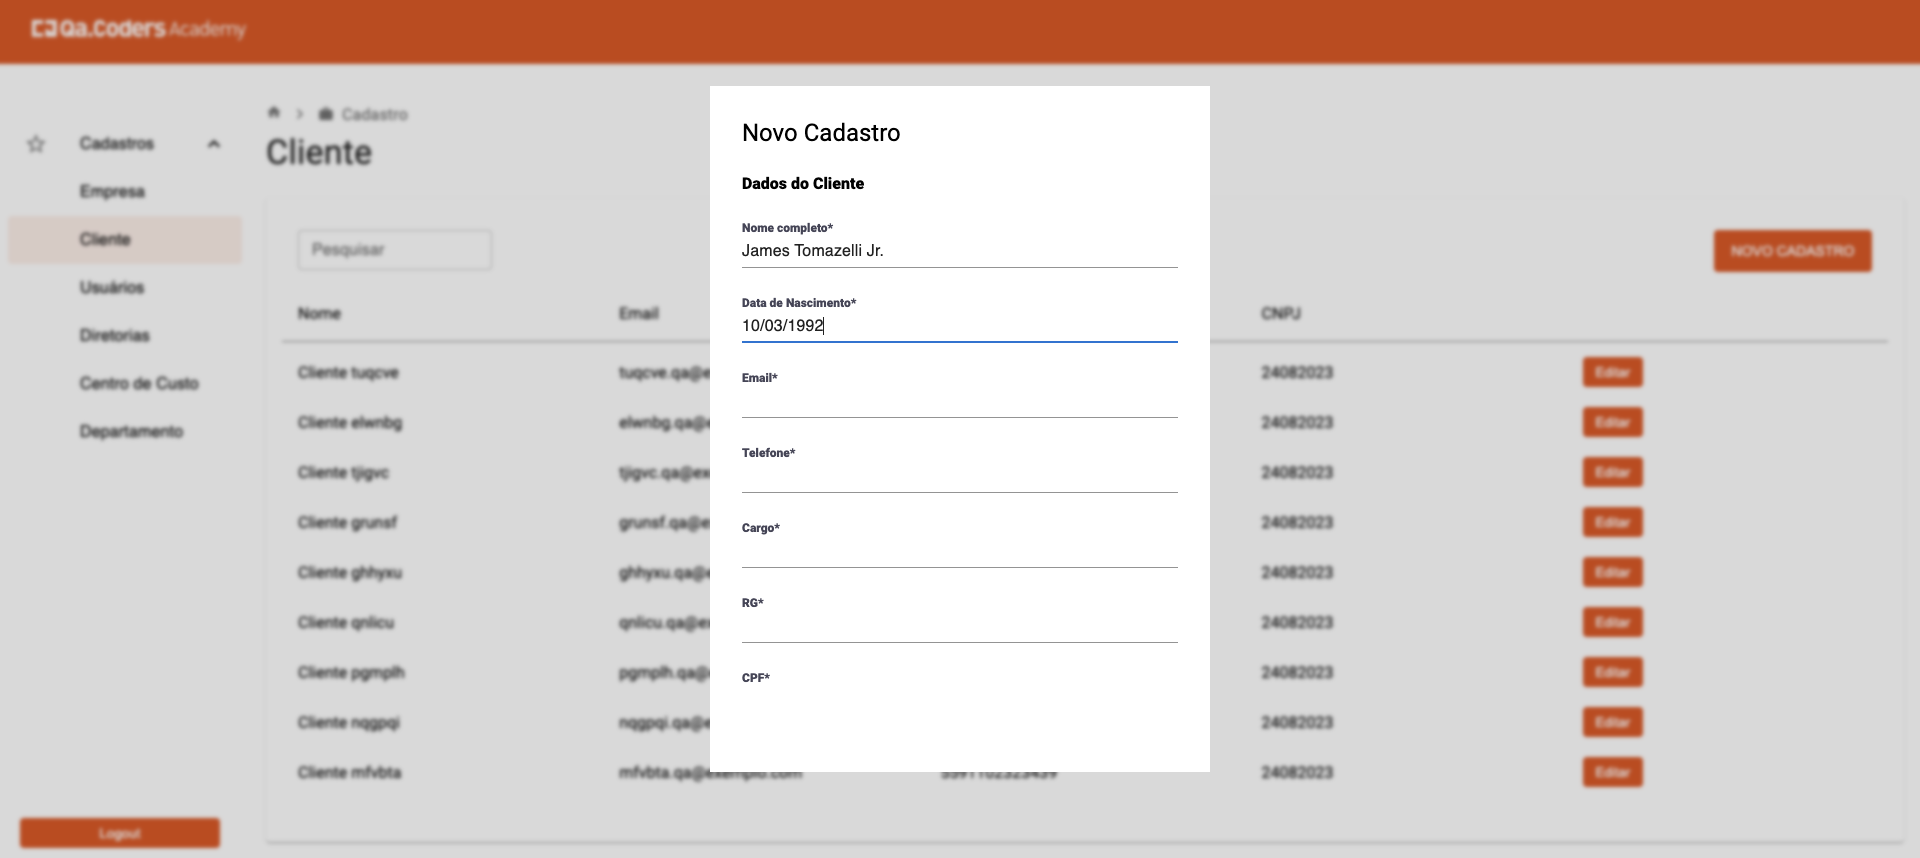 Qa.Coders Academy
Cadastro
Cliente
Cadastros
Empresa
Cliente
Usuários
Diretorias
Centro de Custo
Departamento
Logout
Pesquisar
NOVO CADASTRO
Nome Email CNPJ
Cliente tuqcve tuqcve.qa@e 24082023 Editar
Cliente elwnbg elwnbg.qa@ 24082023 Editar
Cliente tjigvc tjigvc.qa@ex 24082023 Editar
Cliente grunsf grunsf.qa@e 24082023 Editar
Cliente ghhyxu ghhyxu.qa@ 24082023 Editar
Cliente qnlicu qnlicu.qa@e 24082023 Editar
Cliente pgmplh pgmplh.qa@ 24082023 Editar
Cliente nqgpqi nqgpqi.qa@e 24082023 Editar
Cliente mfvbta mfvbta.qa@exemplo.com 24082023 Editar
Novo Cadastro
Dados do Cliente
Nome completo*
James Tomazelli Jr.
Data de Nascimento*
10/03/1992
Email*
Telefone*
Cargo*
RG*
CPF*